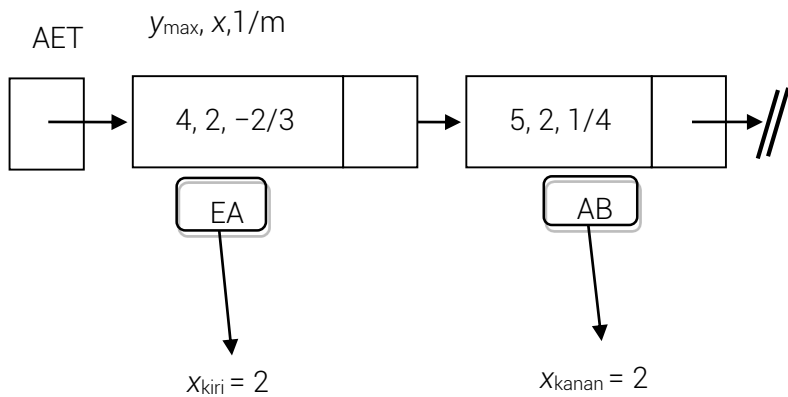 AET
ymax, x,1/m
4, 2, −2/3
5, 2, 1/4
EA
AB
xkiri = 2
xkanan = 2